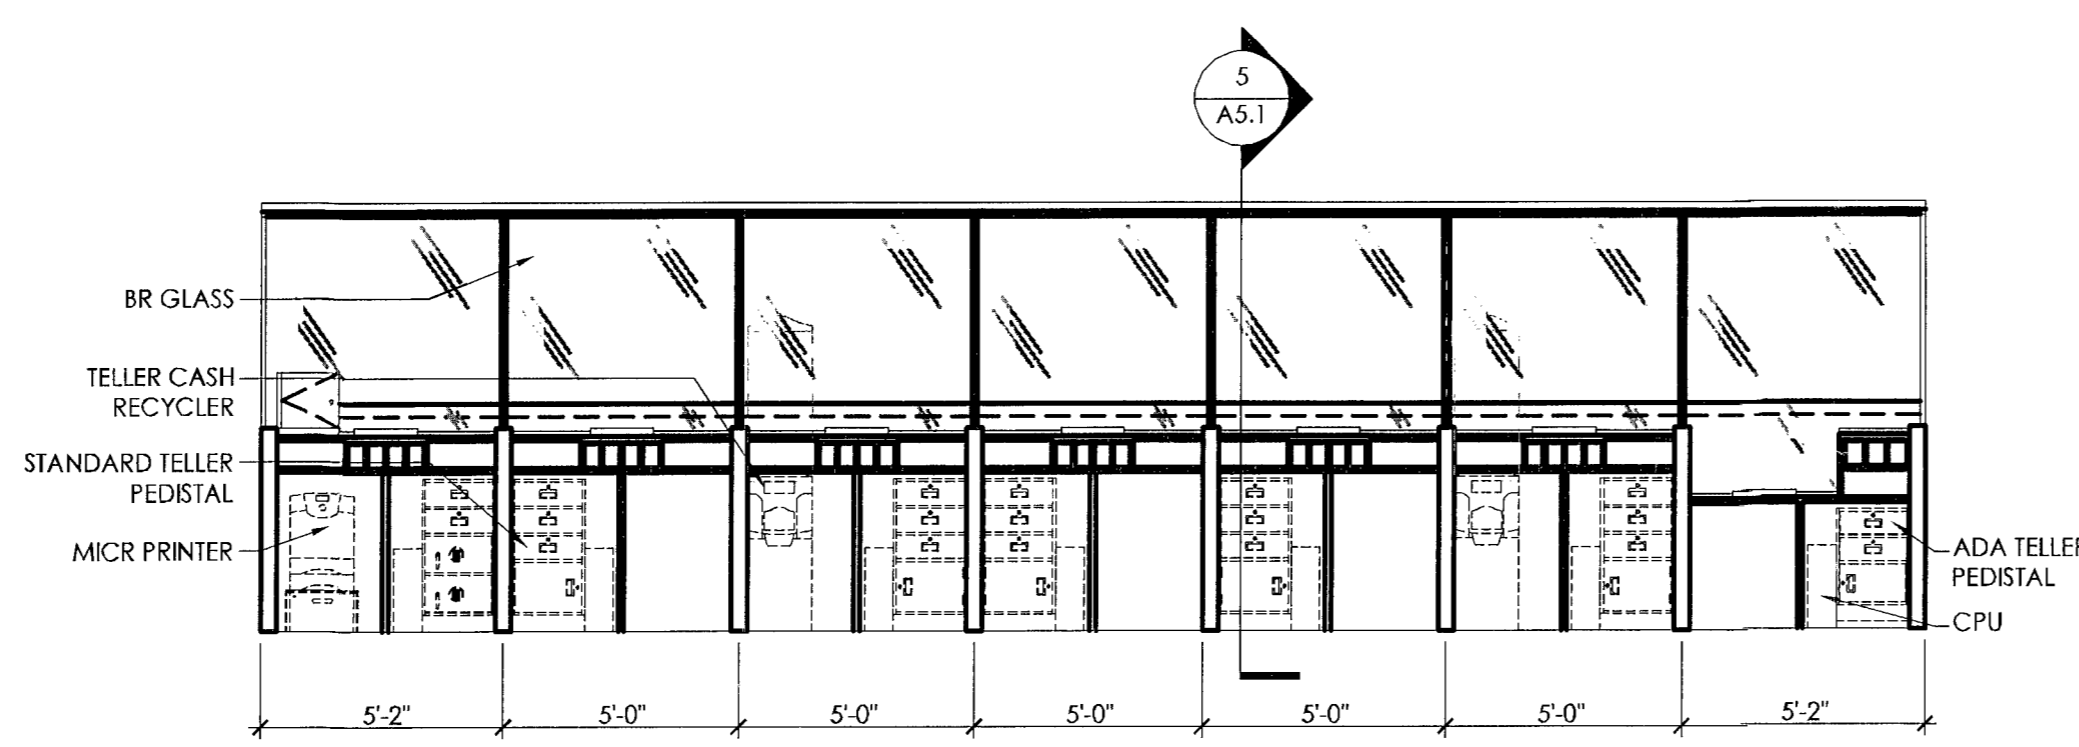 5
A5.1
BR GLASS
TELLER CASH
RECYCLER
STANDARD TELLER
PEDISTAL
MICR PRINTER
ADA TELLER
PEDISTAL
CPU
5'-2" 5'-0" 5'-0" 5'-0" 5'-0" 5'-0" 5'-2"